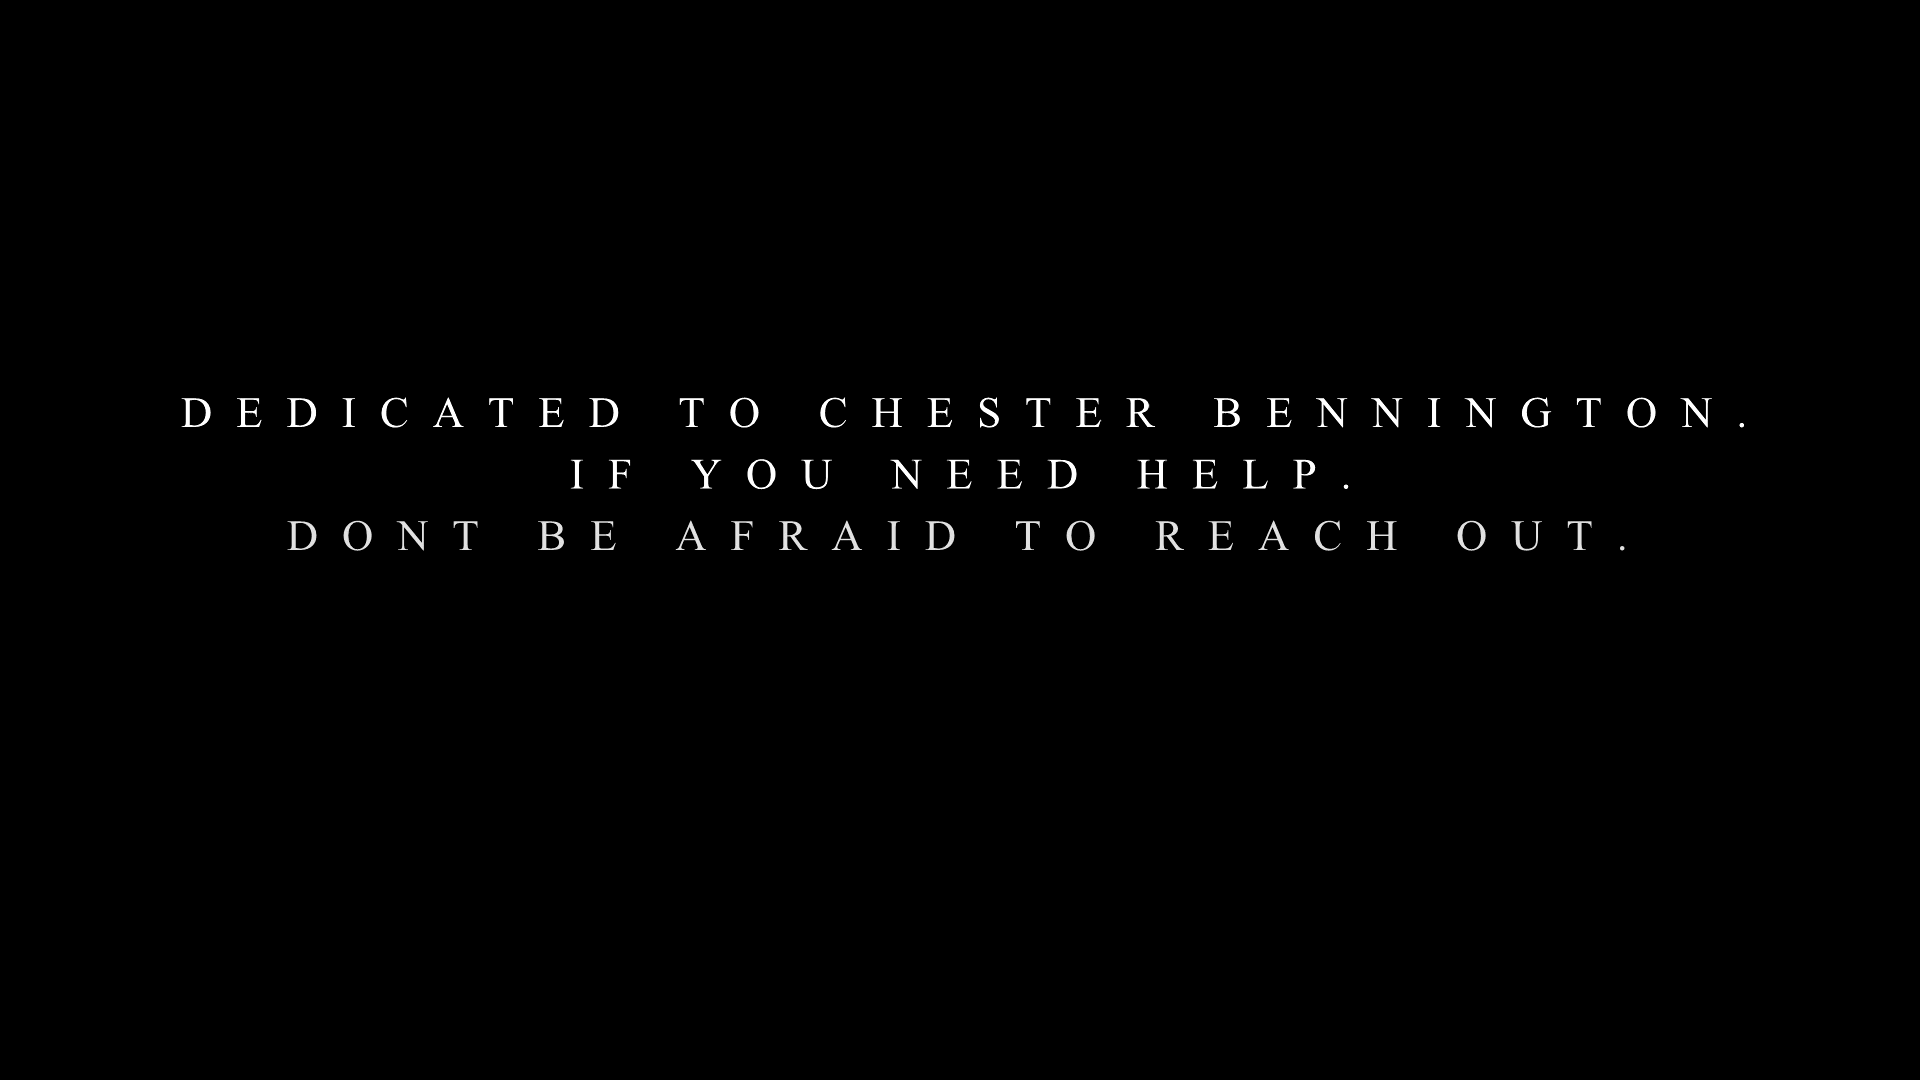 DEDICATED TO CHESTER BENNINGTON.
IF YOU NEED HELP.
DONT BE AFRAID TO REACH OUT.